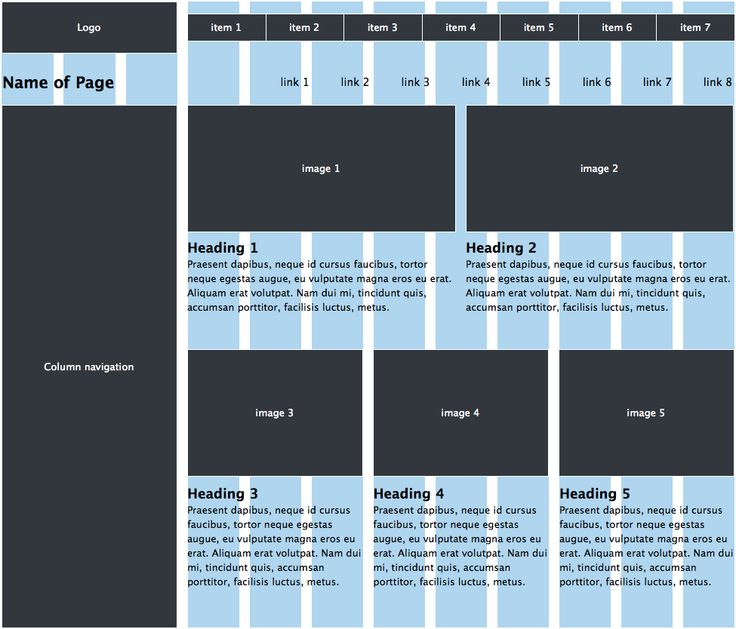 Logo
item 1 item 2 item 3 item 4 item 5 item 6 item 7
Name of Page
link 1 link 2 link 3 link 4 link 5 link 6 link 7 link 8
Column navigation
image 1
image 2
Heading 1
Praesent dapibus, neque id cursus faucibus, tortor
neque egestas augue, eu vulputate magna eros eu erat.
Aliquam erat volutpat. Nam dui mi, tincidunt quis,
accumsan porttitor, facilisis luctus, metus.
Heading 2
Praesent dapibus, neque id cursus faucibus, tortor
neque egestas augue, eu vulputate magna eros eu erat.
Aliquam erat volutpat. Nam dui mi, tincidunt quis,
accumsan porttitor, facilisis luctus, metus.
image 3
image 4
image 5
Heading 3
Praesent dapibus, neque id cursus
faucibus, tortor neque egestas
augue, eu vulputate magna eros eu
erat. Aliquam erat volutpat. Nam dui
mi, tincidunt quis, accumsan
porttitor, facilisis luctus, metus.
Heading 4
Praesent dapibus, neque id cursus
faucibus, tortor neque egestas
augue, eu vulputate magna eros eu
erat. Aliquam erat volutpat. Nam dui
mi, tincidunt quis, accumsan
porttitor, facilisis luctus, metus.
Heading 5
Praesent dapibus, neque id cursus
faucibus, tortor neque egestas
augue, eu vulputate magna eros eu
erat. Aliquam erat volutpat. Nam dui
mi, tincidunt quis, accumsan
porttitor, facilisis luctus, metus.